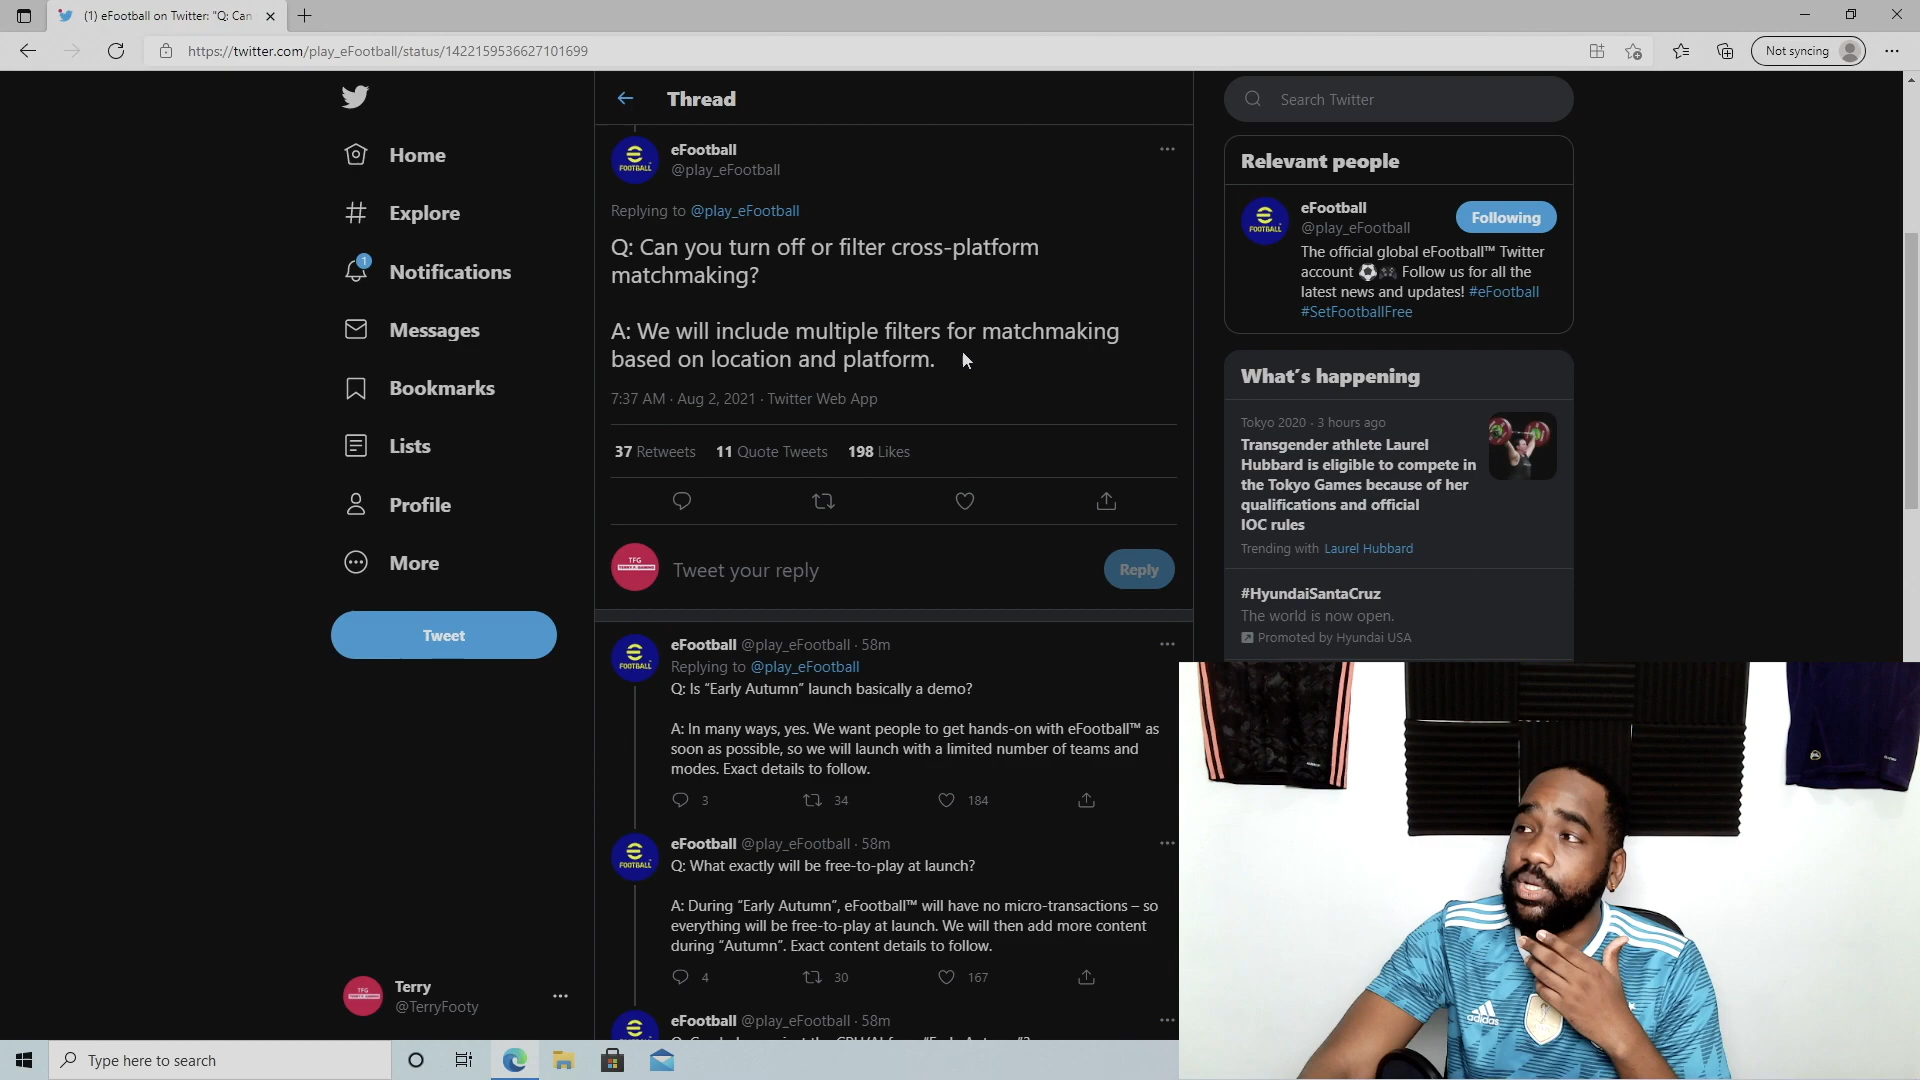 (1) eFootball on Twitter: "Q: Can
https://twitter.com/play_eFootball/status/1422159536627101699
Not syncing
Home
Explore
1
Notifications
Messages
Bookmarks
Lists
Profile
More
Tweet
Terry
@TerryFooty
Thread
eFootball
@play_eFootball
Replying to @play_eFootball
Q: Can you turn off or filter cross-platform
matchmaking?
A: We will include multiple filters for matchmaking
based on location and platform.
7:37 AM · Aug 2, 2021 · Twitter Web App
37 Retweets 11 Quote Tweets 198 Likes
TFG
Tweet your reply
Reply
eFootball @play_eFootball · 58m
Replying to @play_eFootball
Q: Is “Early Autumn” launch basically a demo?
A: In many ways, yes. We want people to get hands-on with eFootball™ as
soon as possible, so we will launch with a limited number of teams and
modes. Exact details to follow.
3 34 184
eFootball @play_eFootball · 58m
Q: What exactly will be free-to-play at launch?
A: During “Early Autumn”, eFootball™ will have no micro-transactions – so
everything will be free-to-play at launch. We will then add more content
during “Autumn”. Exact content details to follow.
4 30 167
eFootball @play_eFootball · 58m
Search Twitter
Relevant people
eFootball
@play_eFootball
Following
The official global eFootball™ Twitter
account ⚽🎮 Follow us for all the
latest news and updates! #eFootball
#SetFootballFree
What’s happening
Tokyo 2020 · 3 hours ago
Transgender athlete Laurel
Hubbard is eligible to compete in
the Tokyo Games because of her
qualifications and official
IOC rules
Trending with Laurel Hubbard
#HyundaiSantaCruz
The world is now open.
Promoted by Hyundai USA
adidas
Type here to search